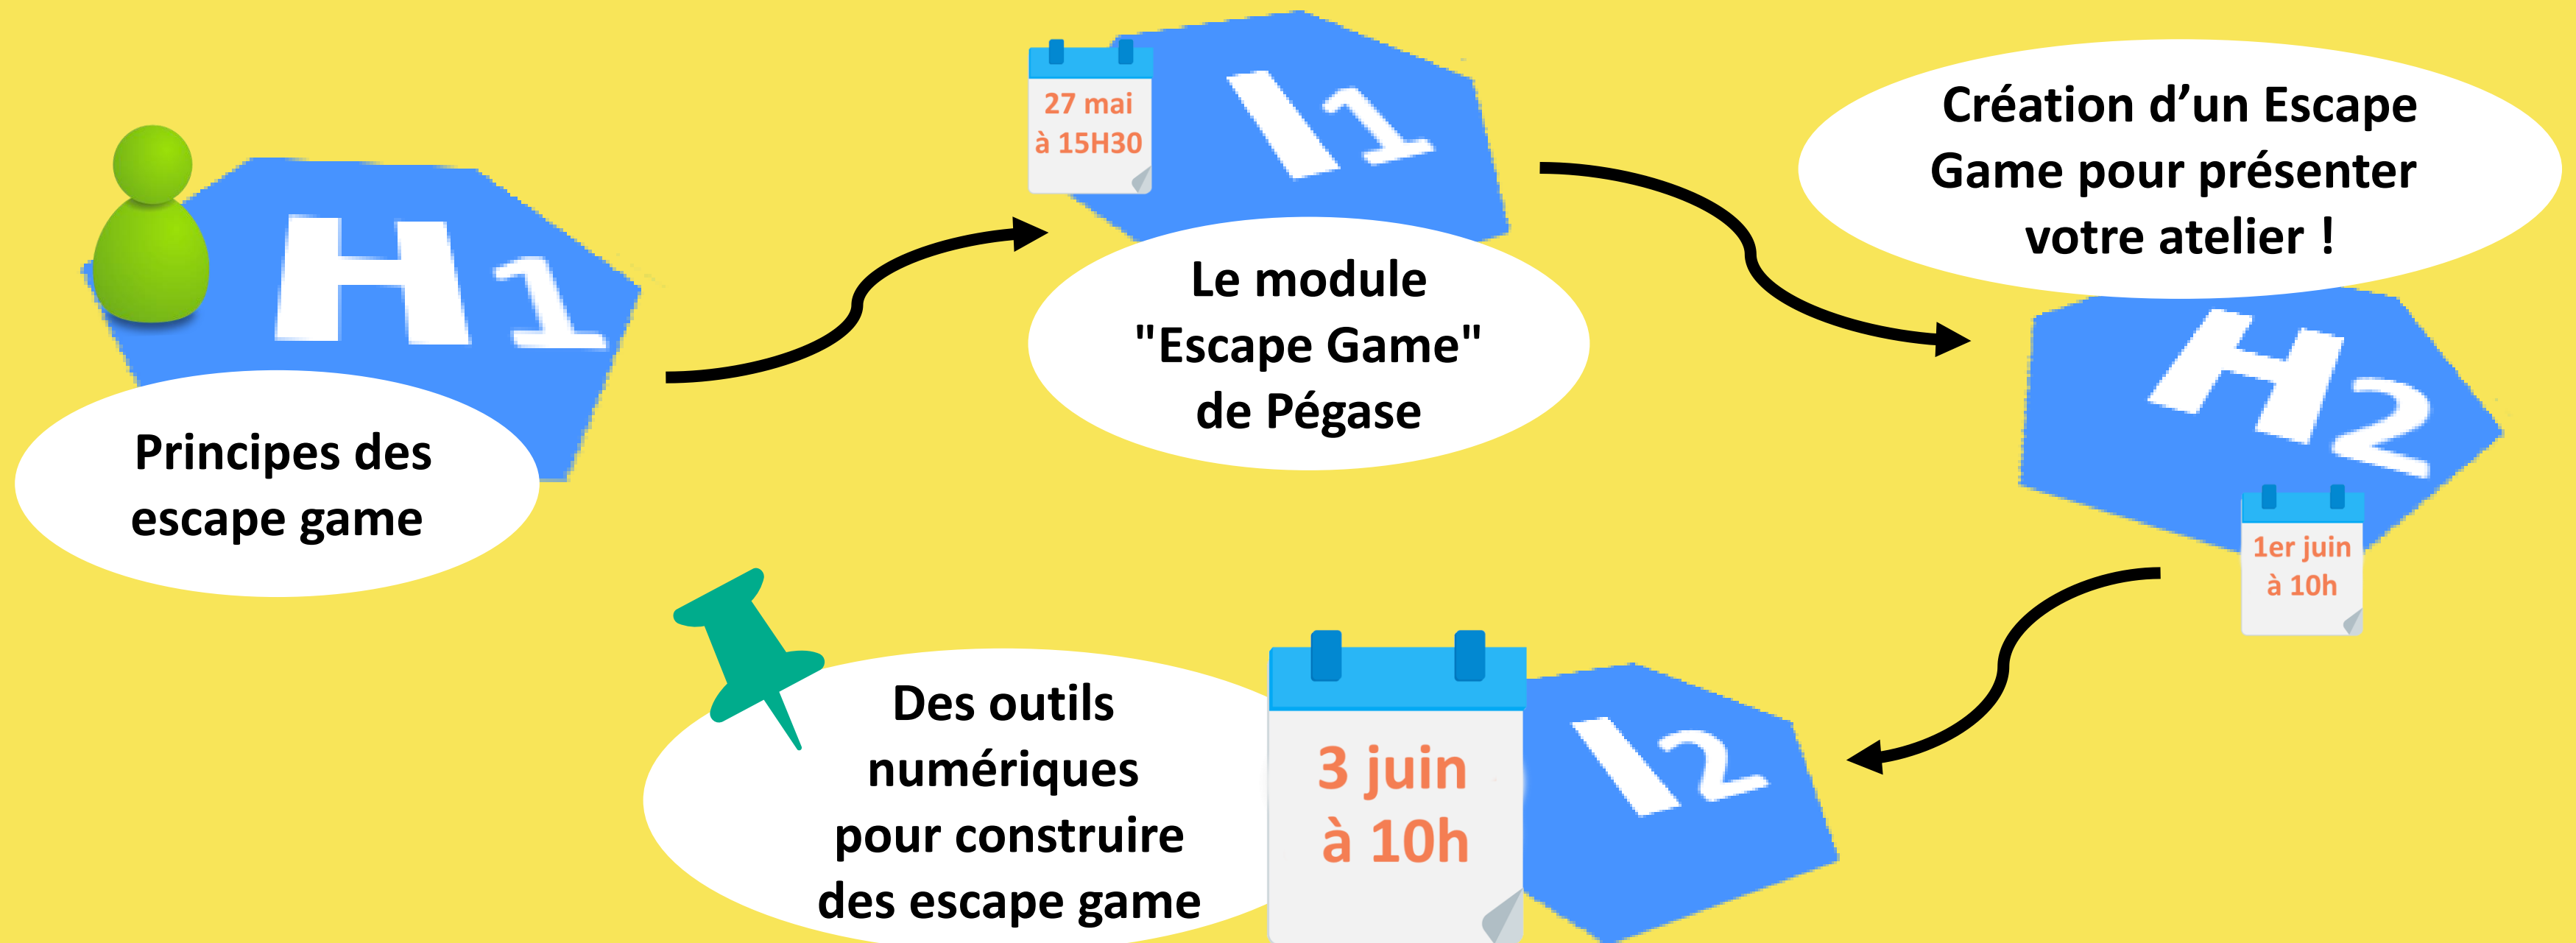 H1
Principes des
escape game
27 mai
à 15H30
I1
Le module
"Escape Game"
de Pégase
Création d’un Escape
Game pour présenter
votre atelier !
H2
1er juin
à 10h
Des outils
numériques
pour construire
des escape game
3 juin
à 10h
I2